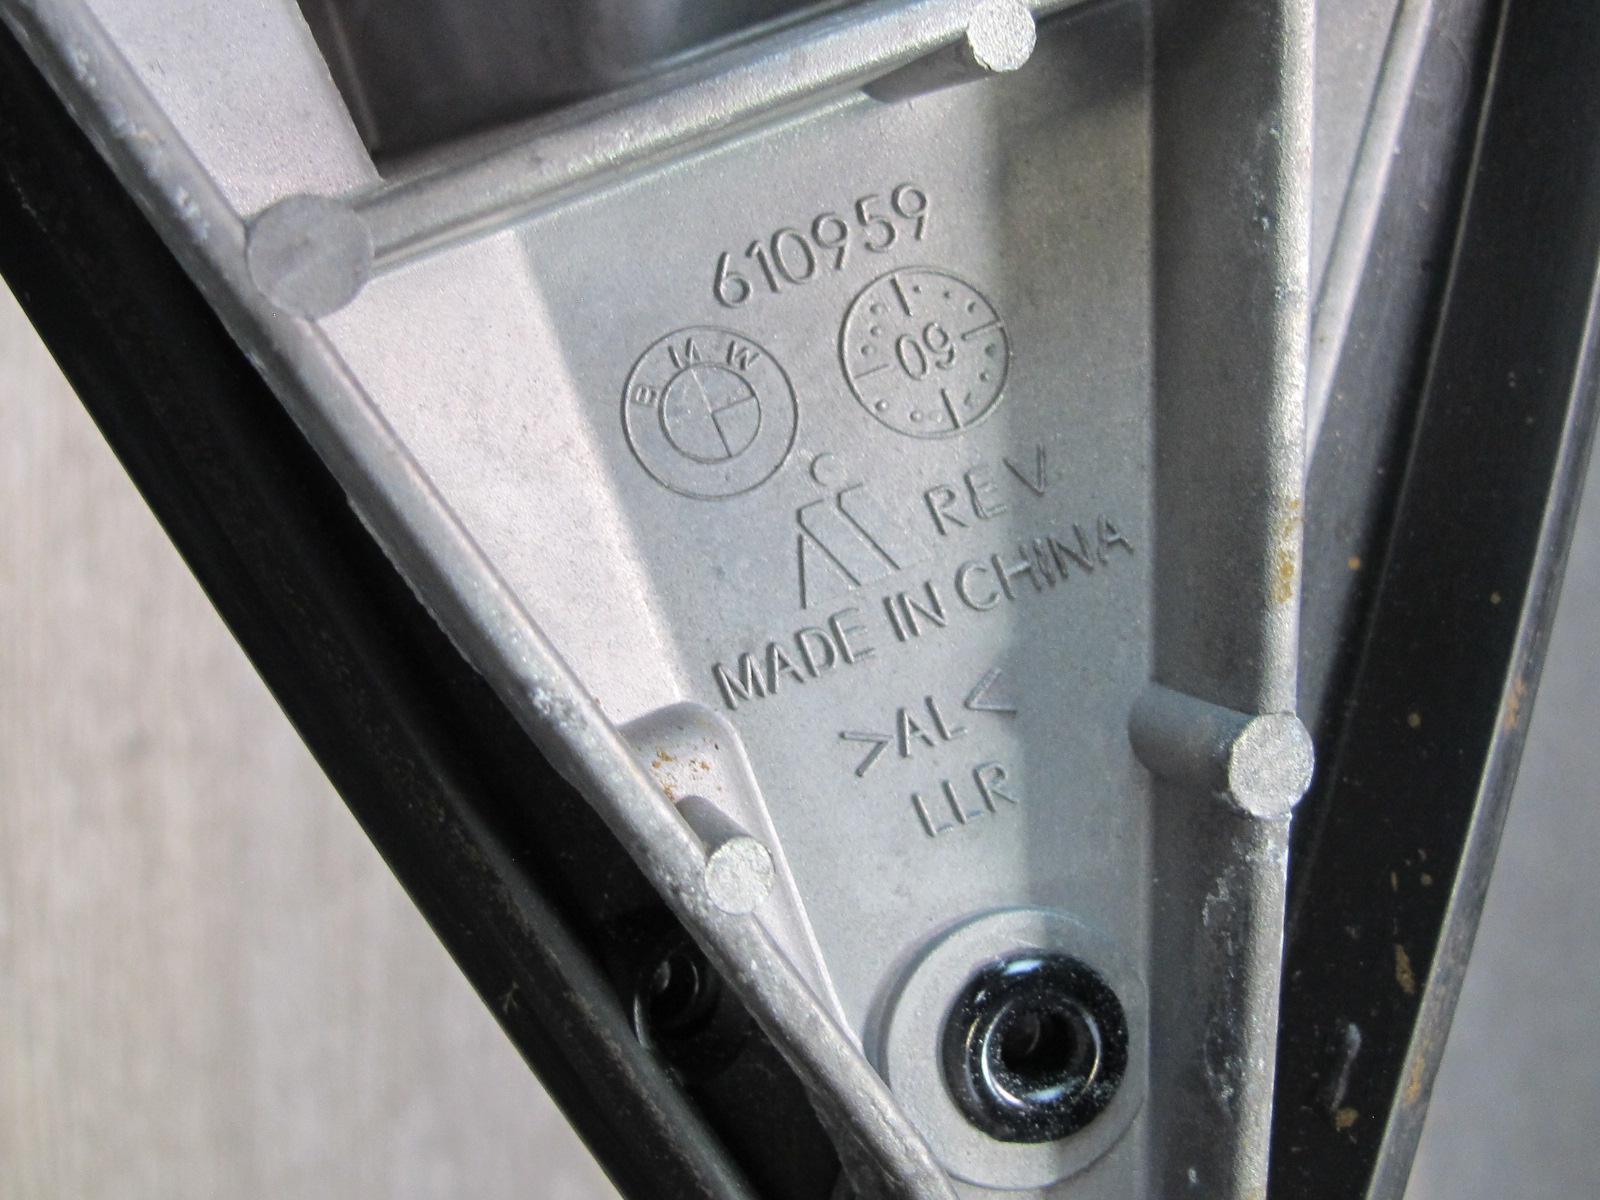 610959
BMW
09
REV
MADE IN CHINA
>AL<
LLR